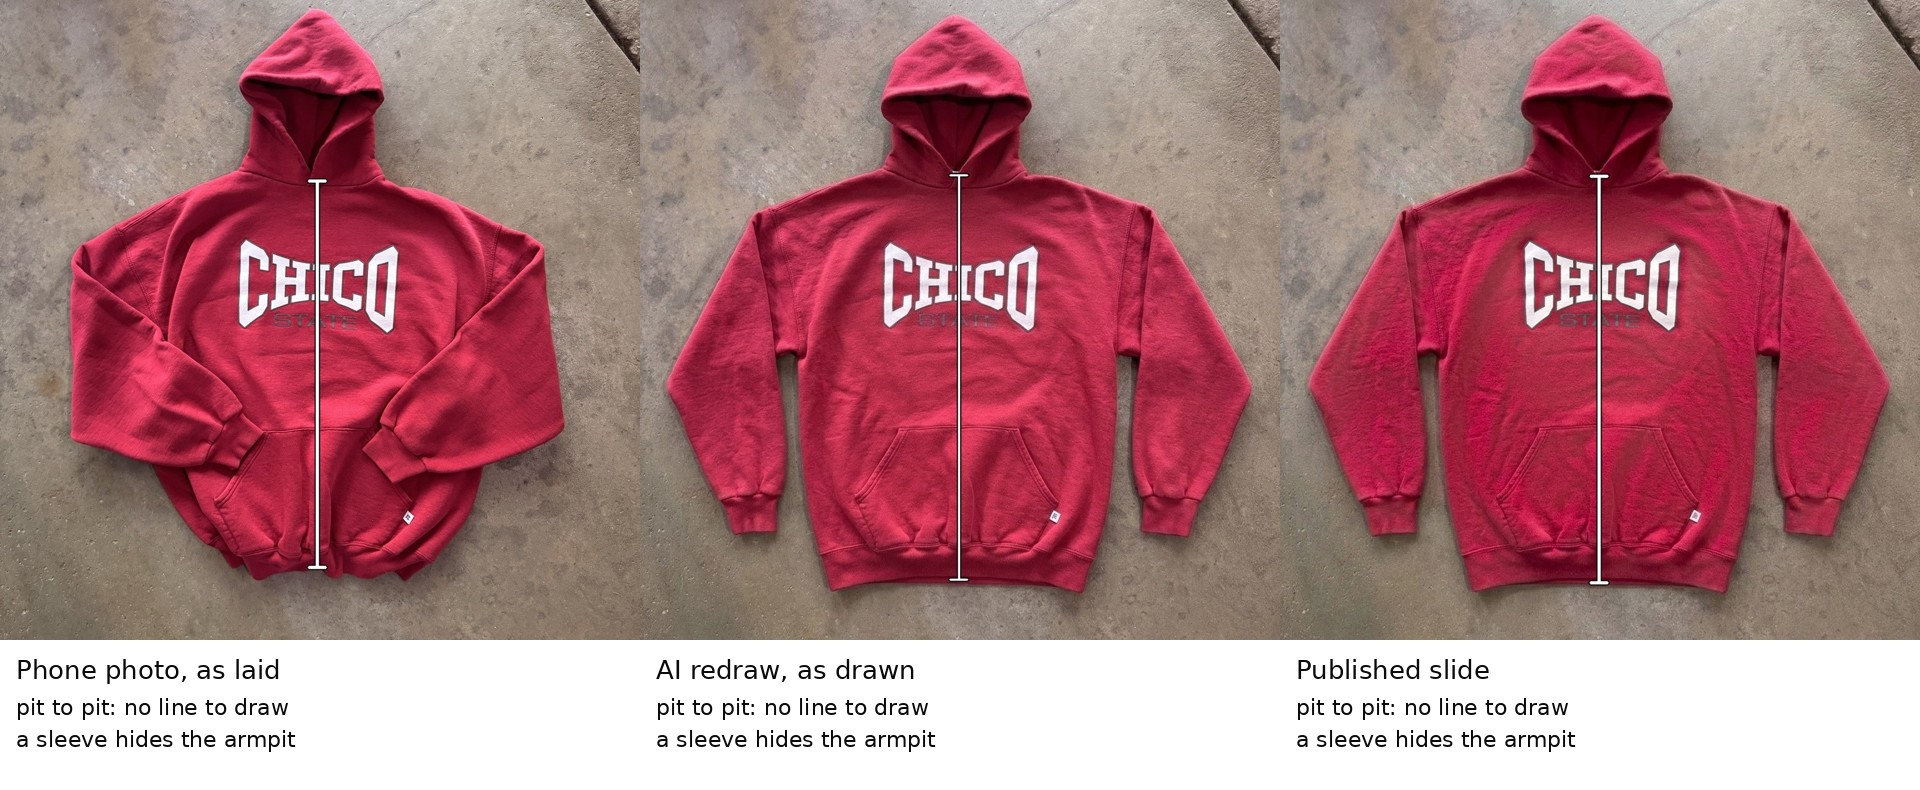 CHICO
STATE
CHICO
STATE
CHICO
STATE
Phone photo, as laid
pit to pit: no line to draw
a sleeve hides the armpit
AI redraw, as drawn
pit to pit: no line to draw
a sleeve hides the armpit
Published slide
pit to pit: no line to draw
a sleeve hides the armpit